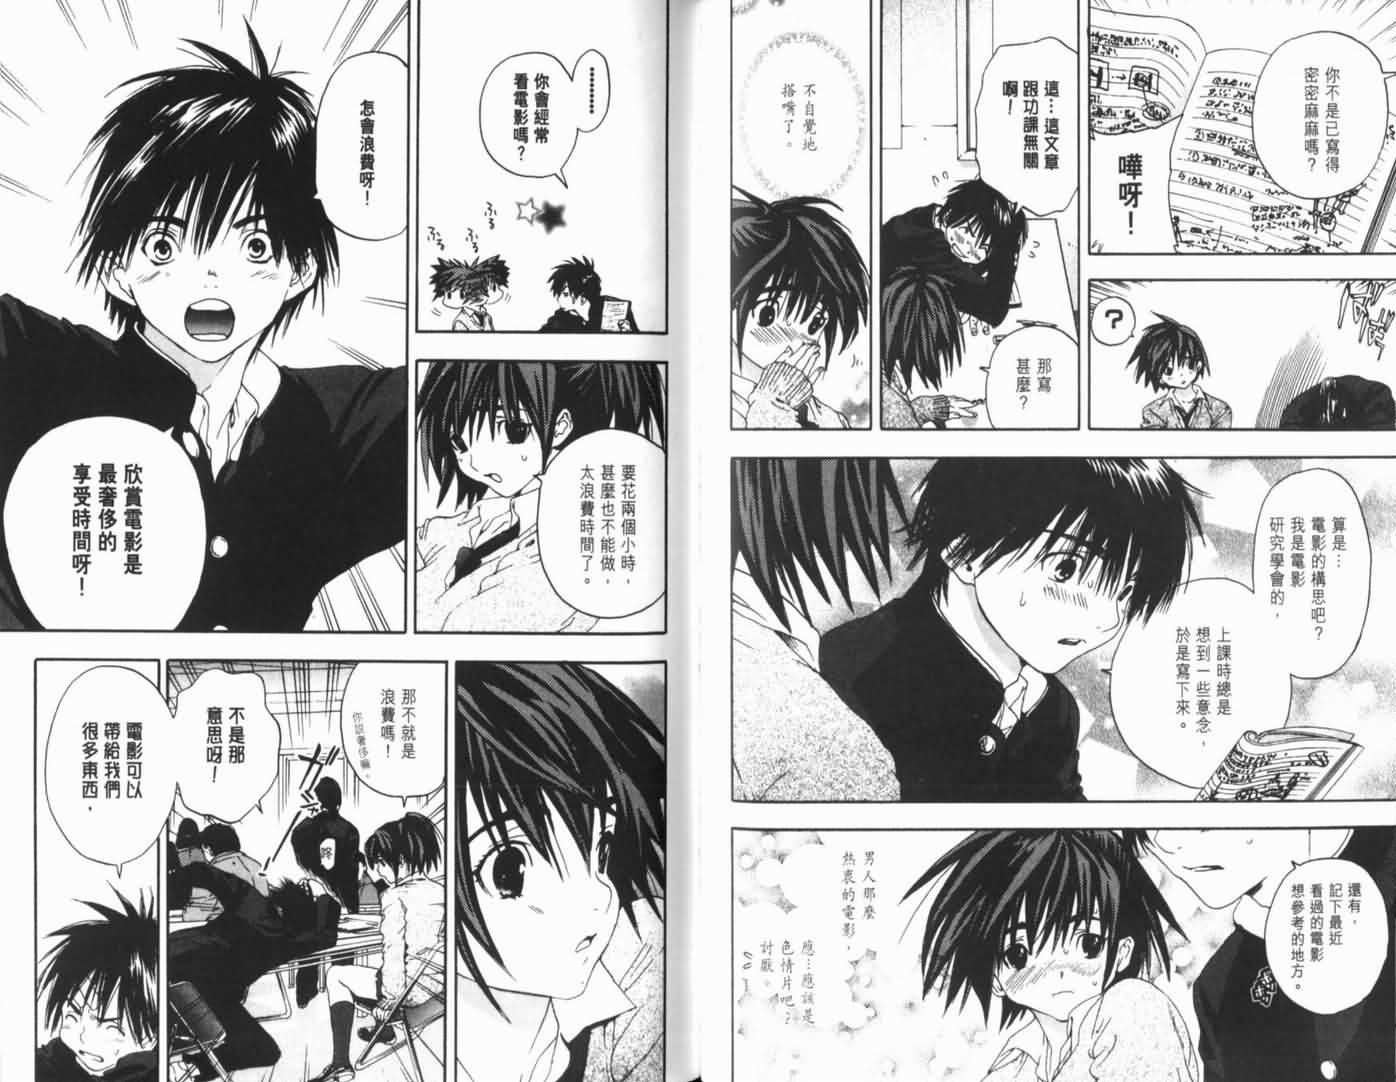 你不是已寫得
密密麻麻嗎？
嘩呀！
？
這…這文章
跟功課無關
啊！
那寫
甚麼？
不自覺地
搭嘴了。
算是…
電影的構思吧？
我是電影
研究學會的，
上課時總是
想到一些意念，
於是寫下來。
還有，
記下最近
看過的電影
想參考的地方。
男人那麼
熱衷的電影，
應…應該是
色情片吧？
討厭。
………
你會經常
看電影嗎？
ふる
ふる
要花兩個小時，
甚麼也不能做，
太浪費時間了。
怎會浪費呀！
欣賞電影是
最奢侈的
享受時間呀！
那不就是
浪費嗎！
你說奢侈嘛。
不是那
意思呀！
電影可以
帶給我們
很多東西，